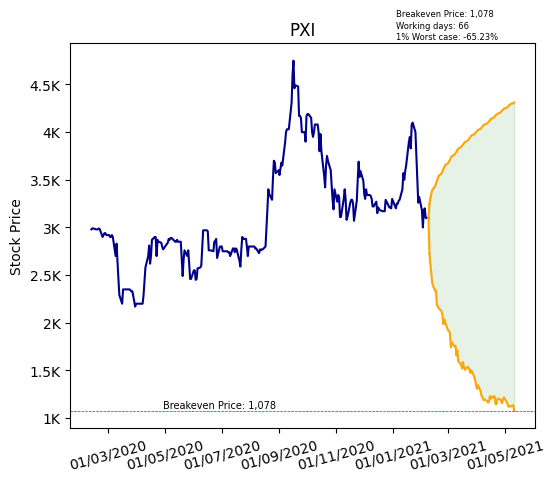 Breakeven Price: 1,078
Working days: 66
1% Worst case: -65.23%
PXI
Stock Price
4.5K
4K
3.5K
3K
2.5K
2K
1.5K
1K
Breakeven Price: 1,078
01/03/2020
01/05/2020
01/07/2020
01/09/2020
01/11/2020
01/01/2021
01/03/2021
01/05/2021